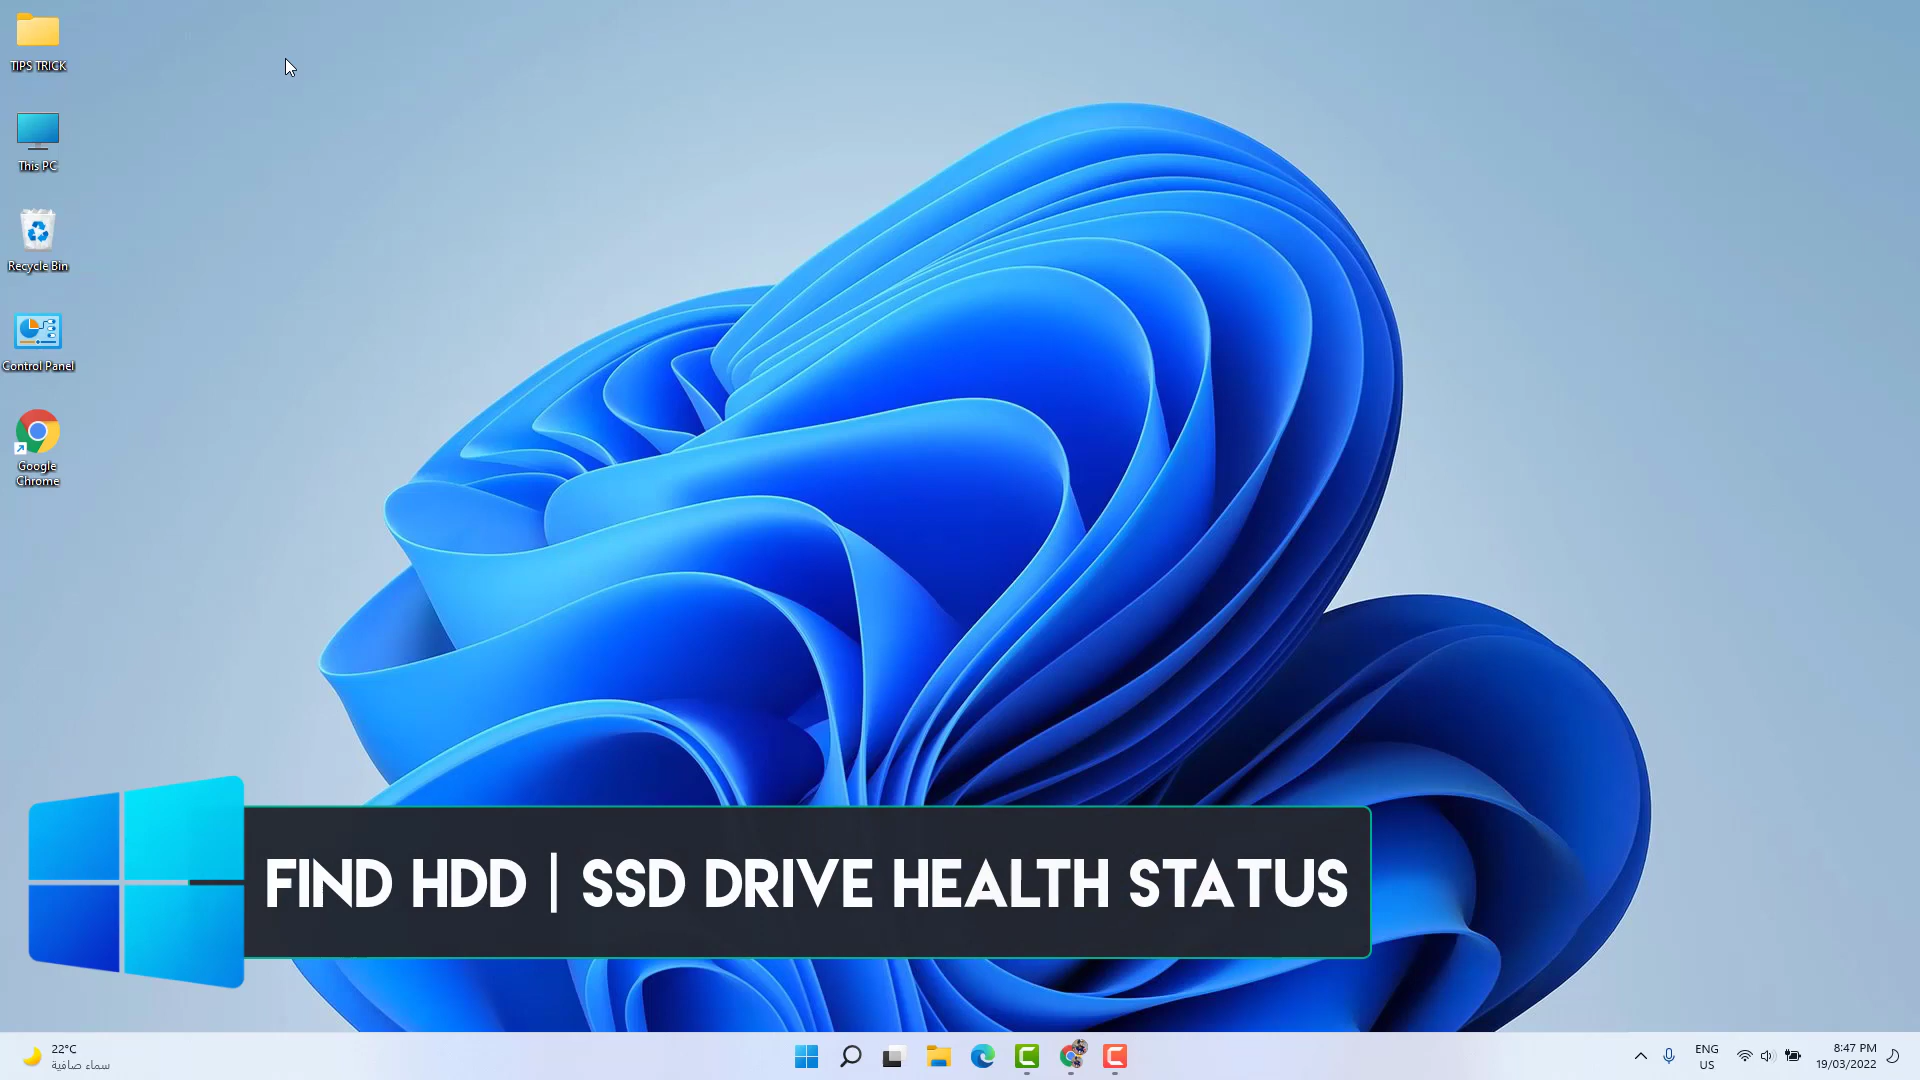 TIPS TRICK
This PC
Recycle Bin
Control Panel
Google
Chrome
FIND HDD | SSD DRIVE HEALTH STATUS
22°C
سماء صافية
ENG
US
8:47 PM
19/03/2022